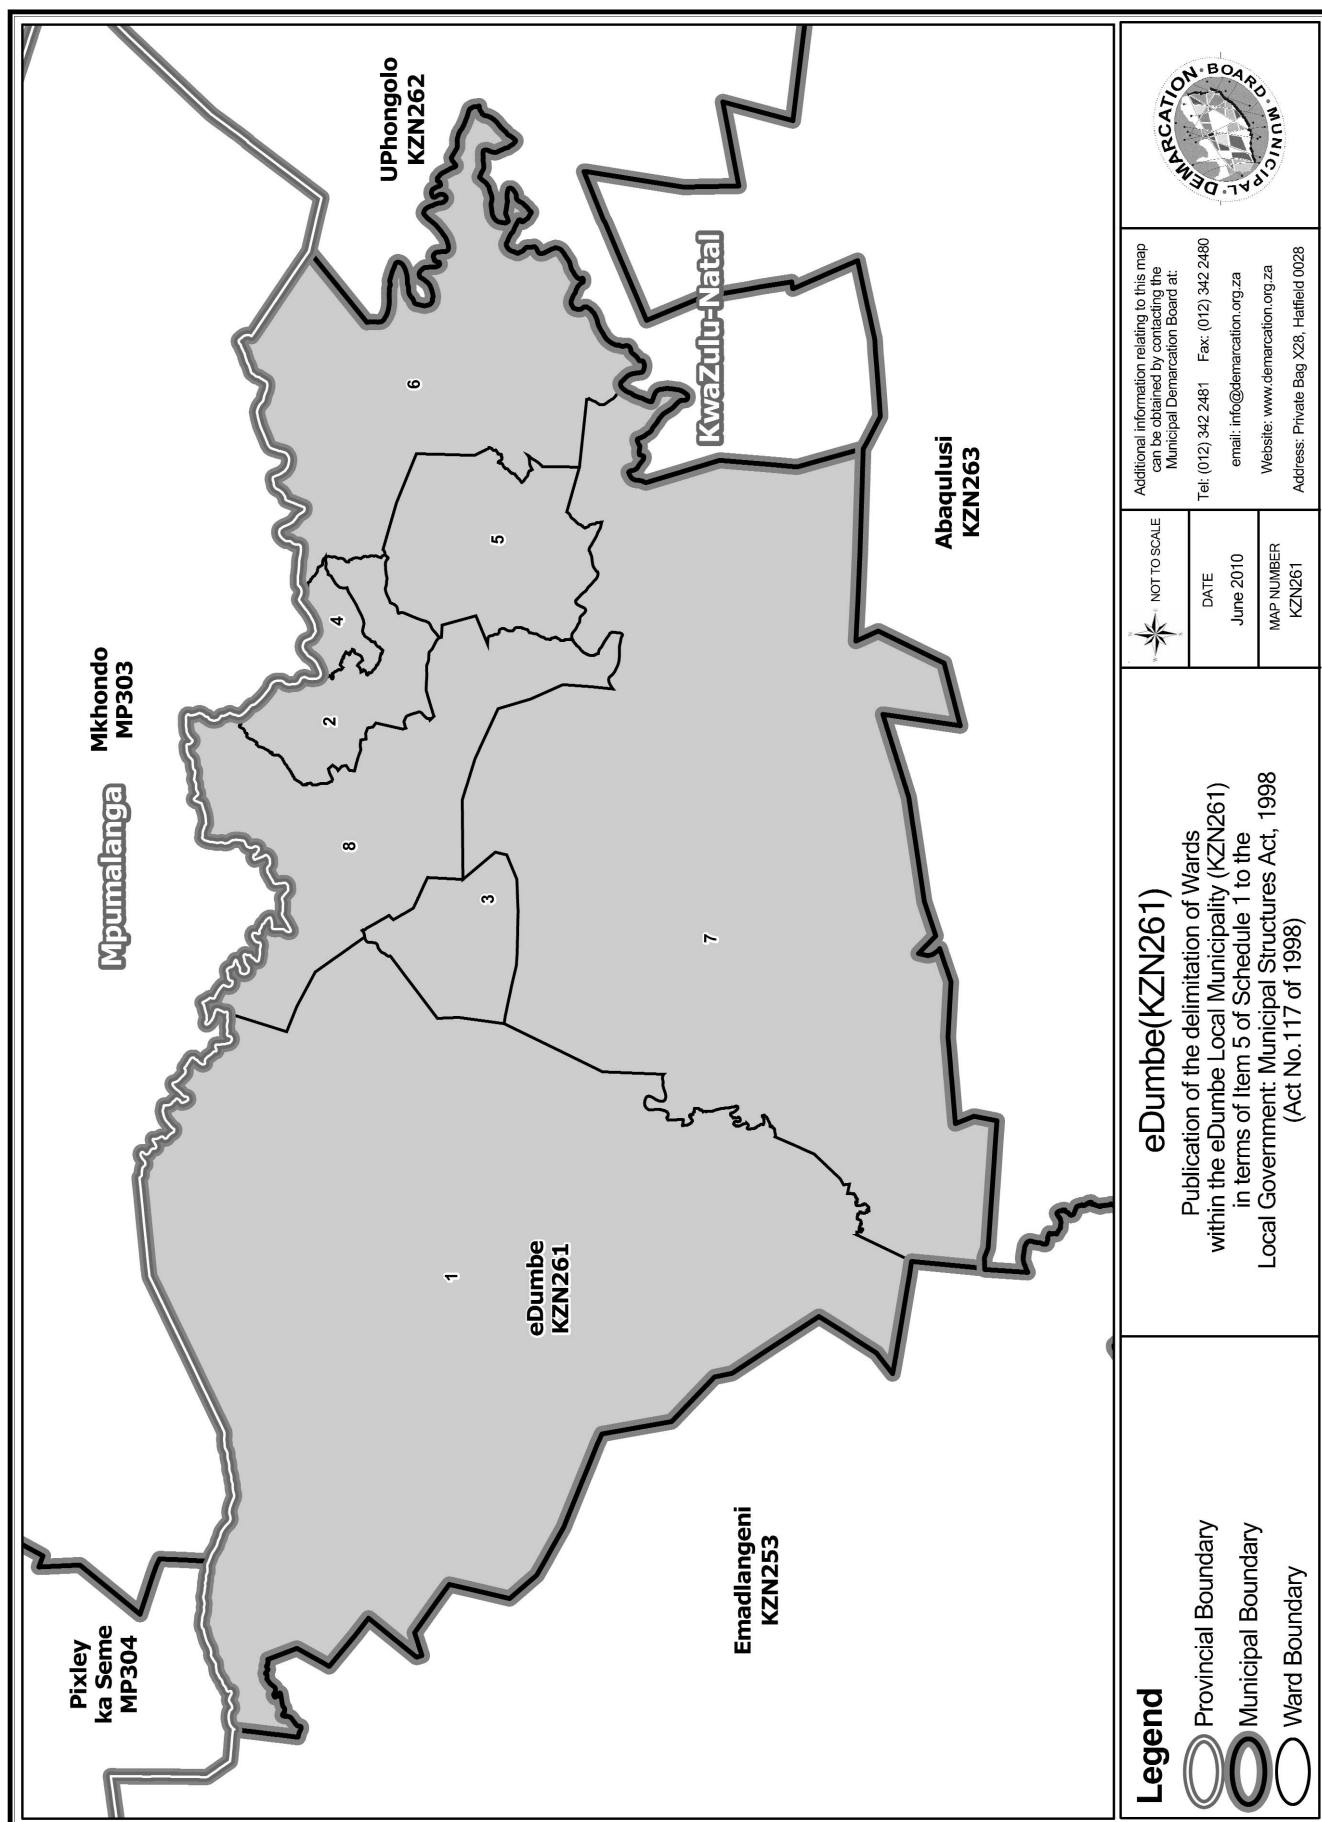 Pixley
ka Seme
MP304
Mpumalanga
Mkhondo
MP303
UPhongolo
KZN262
KwaZulu-Natal
Abaqulusi
KZN263
Emadlangeni
KZN253
eDumbe
KZN261
1
2
3
4
5
6
7
8
Legend
Provincial Boundary
Municipal Boundary
Ward Boundary
eDumbe(KZN261)
Publication of the delimitation of Wards
within the eDumbe Local Municipality (KZN261)
in terms of Item 5 of Schedule 1 to the
Local Government: Municipal Structures Act, 1998
(Act No.117 of 1998)
N
W
E
S
NOT TO SCALE
DATE
June 2010
MAP NUMBER
KZN261
Additional information relating to this map
can be obtained by contacting the
Municipal Demarcation Board at:
Tel: (012) 342 2481 Fax: (012) 342 2480
email: info@demarcation.org.za
Website: www.demarcation.org.za
Address: Private Bag X28, Hatfield 0028
MUNICIPAL · DEMARCATION · BOARD ·